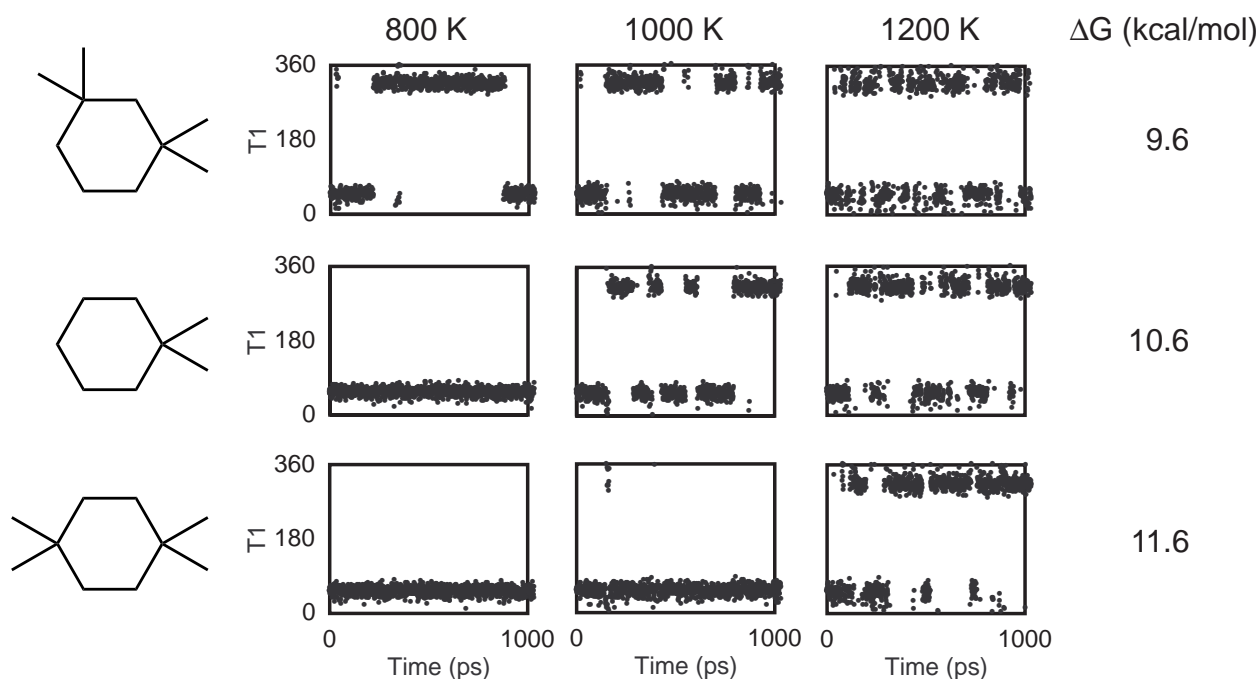 800 K 1000 K 1200 K ΔG (kcal/mol)
360
T1 180
0
9.6
360
T1 180
0
10.6
360
T1 180
0
11.6
0 1000 0 1000 0 1000
Time (ps) Time (ps) Time (ps)